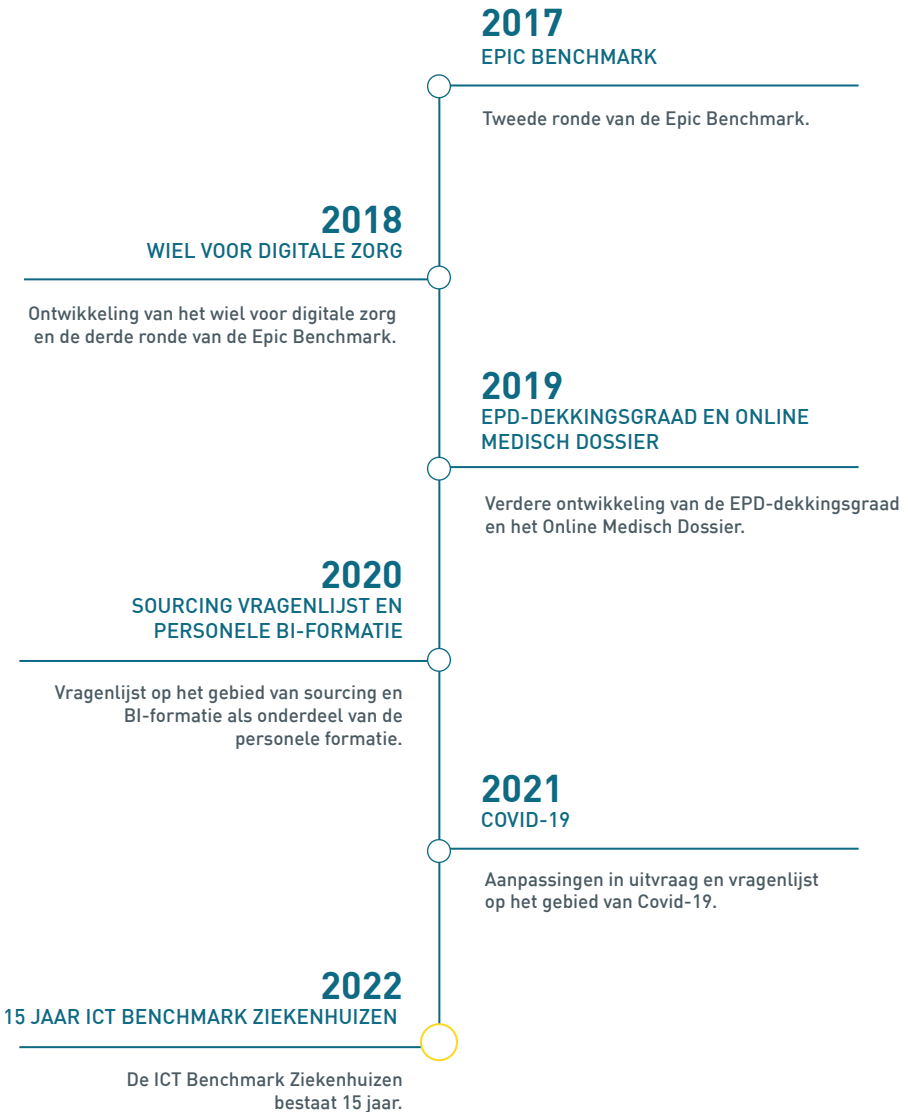 2017
EPIC BENCHMARK
Tweede ronde van de Epic Benchmark.
2018
WIEL VOOR DIGITALE ZORG
Ontwikkeling van het wiel voor digitale zorg
en de derde ronde van de Epic Benchmark.
2019
EPD-DEKKINGSGRAAD EN ONLINE
MEDISCH DOSSIER
Verdere ontwikkeling van de EPD-dekkingsgraad
en het Online Medisch Dossier.
2020
SOURCING VRAGENLIJST EN
PERSONELE BI-FORMATIE
Vragenlijst op het gebied van sourcing en
BI-formatie als onderdeel van de
personele formatie.
2021
COVID-19
Aanpassingen in uitvraag en vragenlijst
op het gebied van Covid-19.
2022
15 JAAR ICT BENCHMARK ZIEKENHUIZEN
De ICT Benchmark Ziekenhuizen
bestaat 15 jaar.